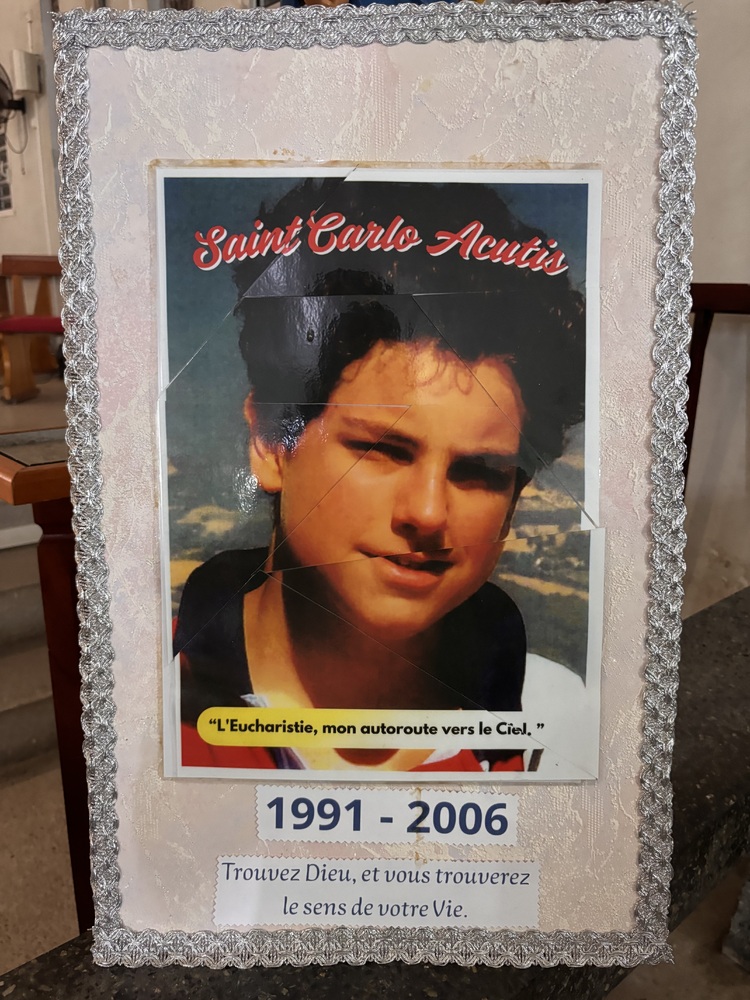 Saint Carlo Acutis
“L'Eucharistie, mon autoroute vers le Ciel. ”
1991 - 2006
Trouvez Dieu, et vous trouverez
le sens de votre Vie.